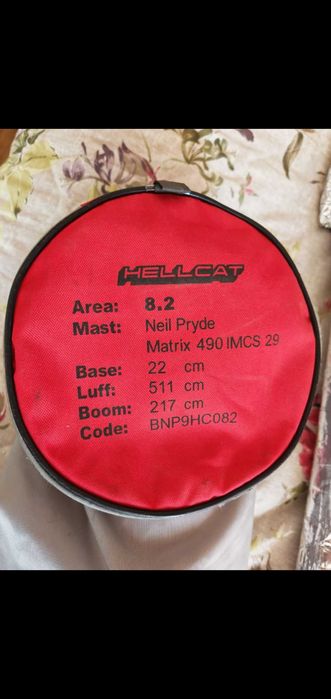 HELLCAT
Area: 8.2
Mast: Neil Pryde
Matrix 490 IMCS 29
Base: 22 cm
Luff: 511 cm
Boom: 217 cm
Code: BNP9HC082